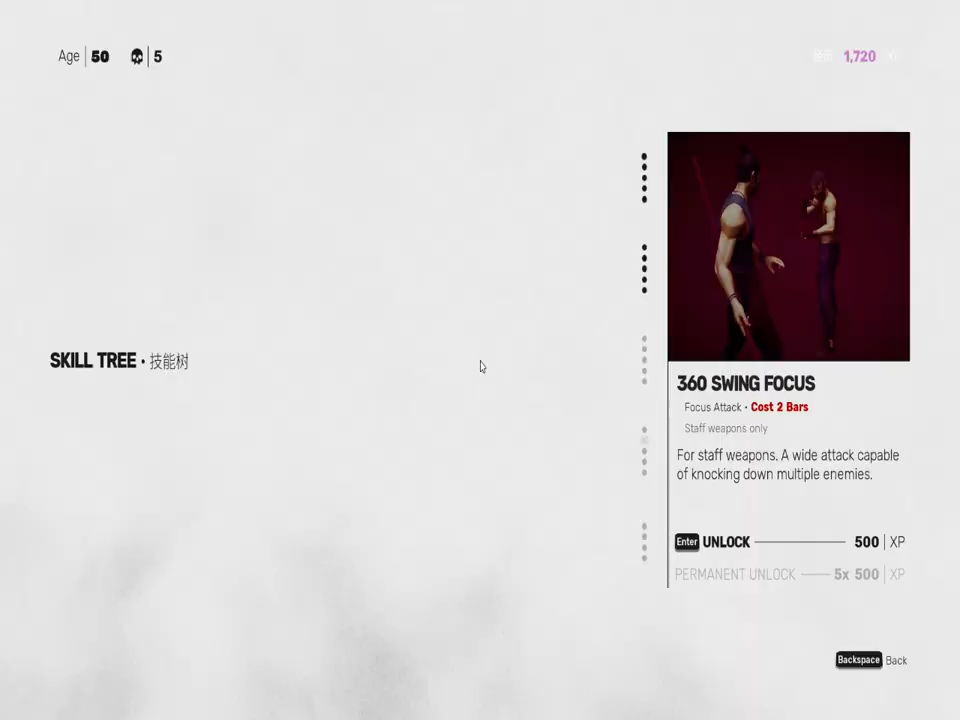 Age | 50 5
1,720 XP
SKILL TREE • 技能树
360 SWING FOCUS
Focus Attack • Cost 2 Bars
Staff weapons only
For staff weapons. A wide attack capable
of knocking down multiple enemies.
Enter UNLOCK 500 | XP
PERMANENT UNLOCK 5x 500 | XP
Backspace Back